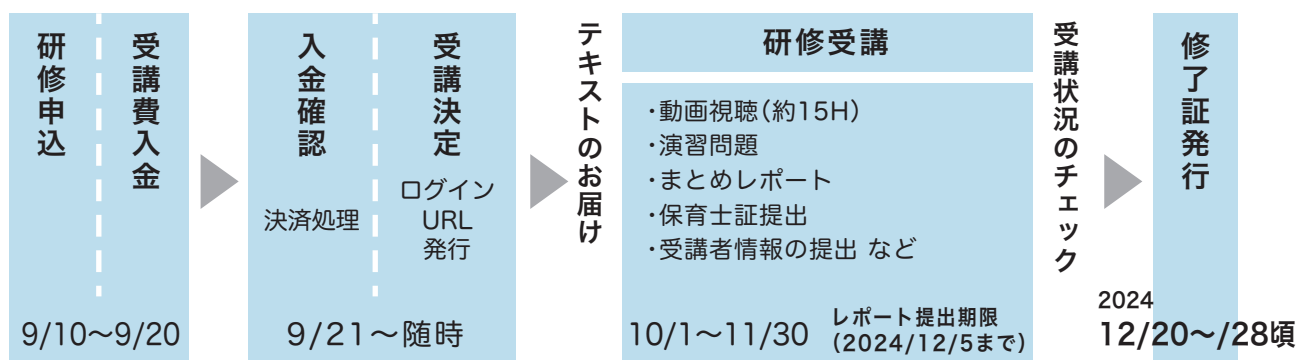 研修申込
受講費入金
9/10〜9/20
入金確認
決済処理
受講決定
ログイン
URL
発行
9/21〜随時
テキストのお届け
研修受講
・動画視聴(約15H)
・演習問題
・まとめレポート
・保育士証提出
・受講者情報の提出 など
10/1〜11/30
レポート提出期限
(2024/12/5まで)
受講状況のチェック
修了証発行
2024
12/20〜/28頃